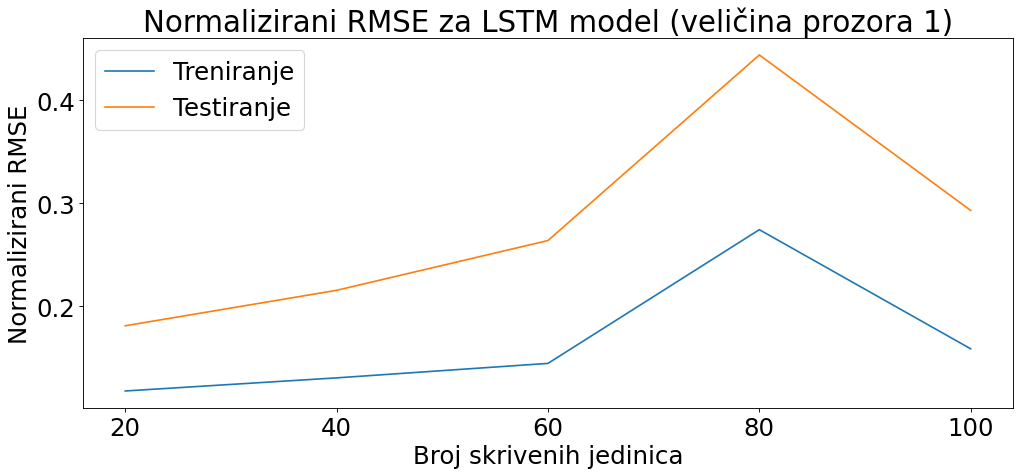 Normalizirani RMSE za LSTM model (veličina prozora 1)
Treniranje
Testiranje
Normalizirani RMSE
0.4
0.3
0.2
20 40 60 80 100
Broj skrivenih jedinica